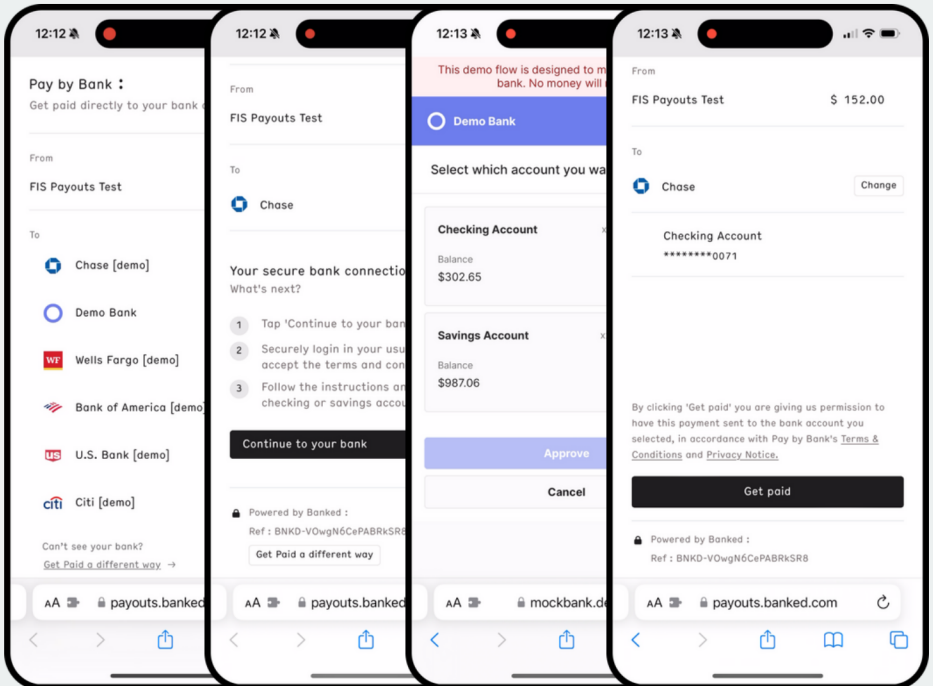 12:12
Pay by Bank :
Get paid directly to your bank
From
FIS Payouts Test
To
Chase [demo]
Demo Bank
WF
Wells Fargo [demo]
Bank of America [demo]
US
U.S. Bank [demo]
citi
Citi [demo]
Can't see your bank?
Get Paid a different way →
AA
payouts.banked
12:12
From
FIS Payouts Test
To
Chase
Your secure bank connectio
What's next?
1 Tap 'Continue to your ban
2 Securely login in your usu
accept the terms and con
3 Follow the instructions an
checking or savings accou
Continue to your bank
Powered by Banked :
Ref : BNKD-VOwgN6CePABRkSR8
Get Paid a different way
AA
payouts.banked
12:13
This demo flow is designed to m
bank. No money will
Demo Bank
Select which account you wa
Checking Account
x
Balance
$302.65
Savings Account
x
Balance
$987.06
Approve
Cancel
AA
mockbank.de
12:13
From
FIS Payouts Test $ 152.00
To
Chase
Change
Checking Account
********0071
By clicking 'Get paid' you are giving us permission to
have this payment sent to the bank account you
selected, in accordance with Pay by Bank's Terms &
Conditions and Privacy Notice.
Get paid
Powered by Banked :
Ref : BNKD-VOwgN6CePABRkSR8
AA
payouts.banked.com